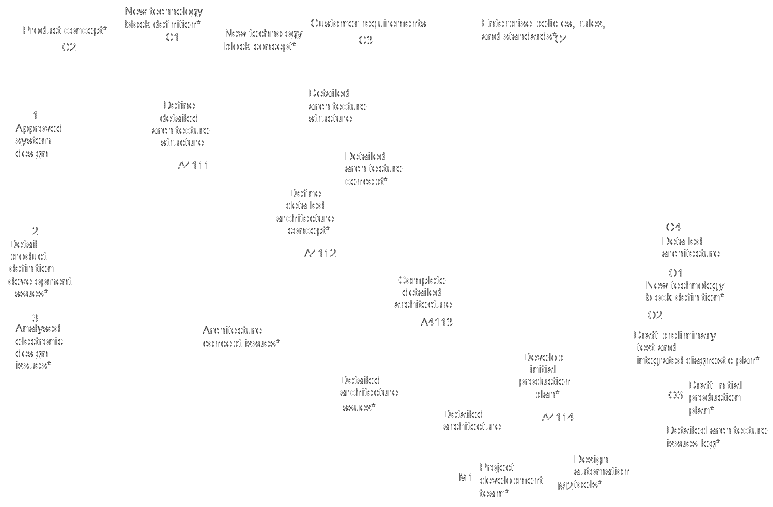 Product concept*
C2
New technology
block definition*
C1
New technology
block concept*
Customer requirements
C3
Enterprise policies, rules,
and standards*
C4
1
Approved
system
design
Define
detailed
architecture
structure
A4111
Detailed
architecture
structure
Detailed
architecture
concept*
Define
detailed
architecture
concept*
A4112
2
Detail
product
definition
development
issues*
3
Analysed
electronic
design
issues*
Architecture
concept issues*
Complete
detailed
architecture
A4113
O4
Detailed
architecture
O1
New technology
block definition*
O2
Draft preliminary
test and
integrated diagnostic plan*
Develop
initial
production
plan*
A4114
O3
Draft initial
production
plan*
Detailed
architecture
issues*
Detailed
architecture
Detailed architecture
issues log*
M1
Project
development
team*
Design
automation
tools*
M2